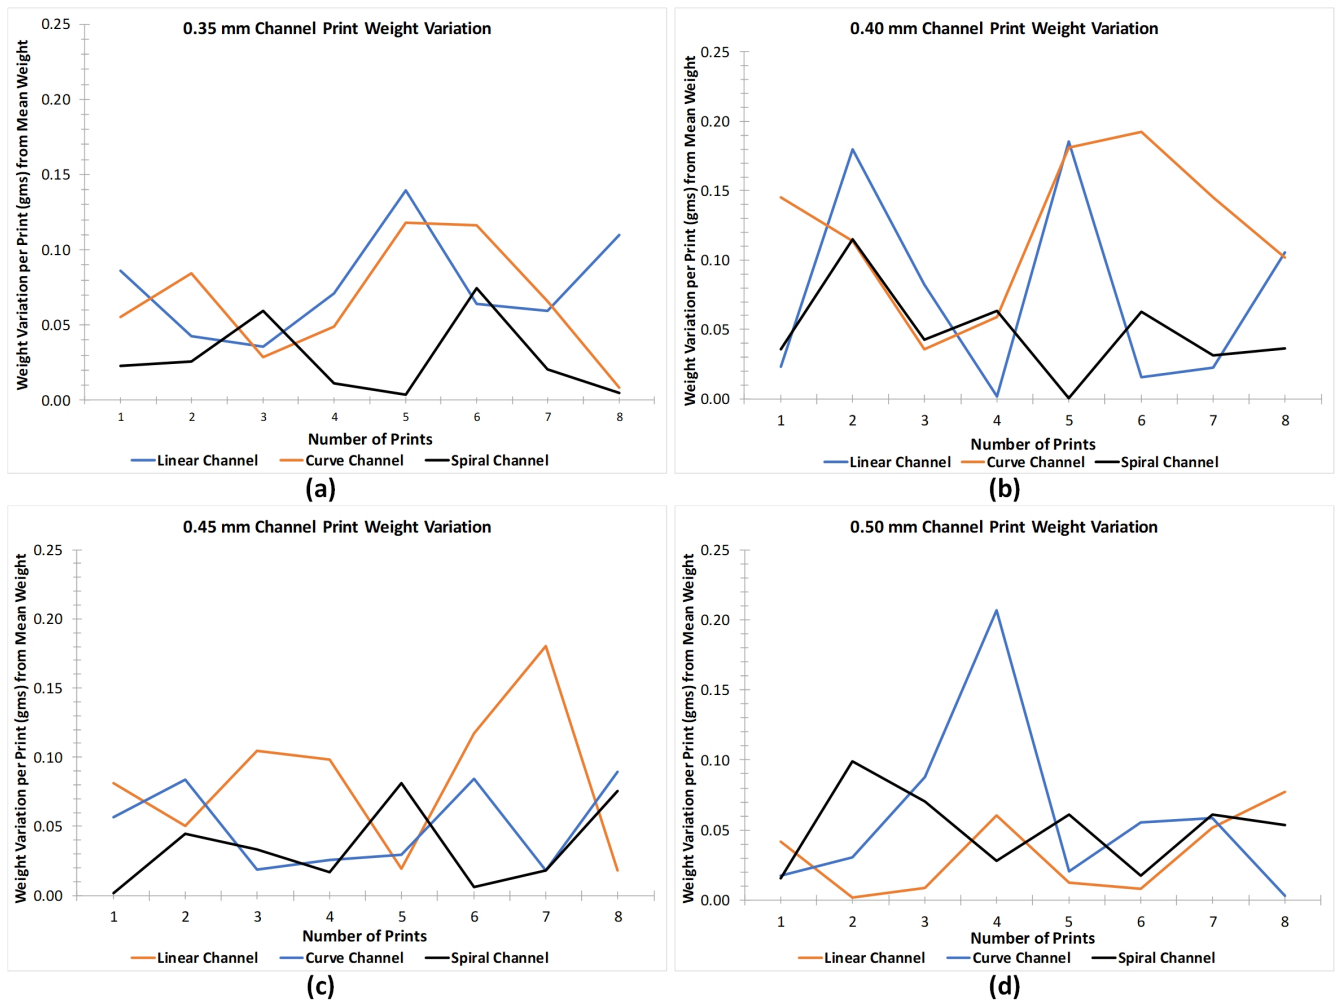 0.35 mm Channel Print Weight Variation
Weight Variation per Print (gms) from Mean Weight
0.25
0.20
0.15
0.10
0.05
0.00
1 2 3 4 5 6 7 8
Number of Prints
Linear Channel Curve Channel Spiral Channel
(a)
0.40 mm Channel Print Weight Variation
Weight Variation per Print (gms) from Mean Weight
0.25
0.20
0.15
0.10
0.05
0.00
1 2 3 4 5 6 7 8
Number of Prints
Linear Channel Curve Channel Spiral Channel
(b)
0.45 mm Channel Print Weight Variation
Weight Variation per Print (gms) from Mean Weight
0.25
0.20
0.15
0.10
0.05
0.00
1 2 3 4 5 6 7 8
Number of Prints
Linear Channel Curve Channel Spiral Channel
(c)
0.50 mm Channel Print Weight Variation
Weight Variation per Print (gms) from Mean Weight
0.25
0.20
0.15
0.10
0.05
0.00
1 2 3 4 5 6 7 8
Number of Prints
Linear Channel Curve Channel Spiral Channel
(d)